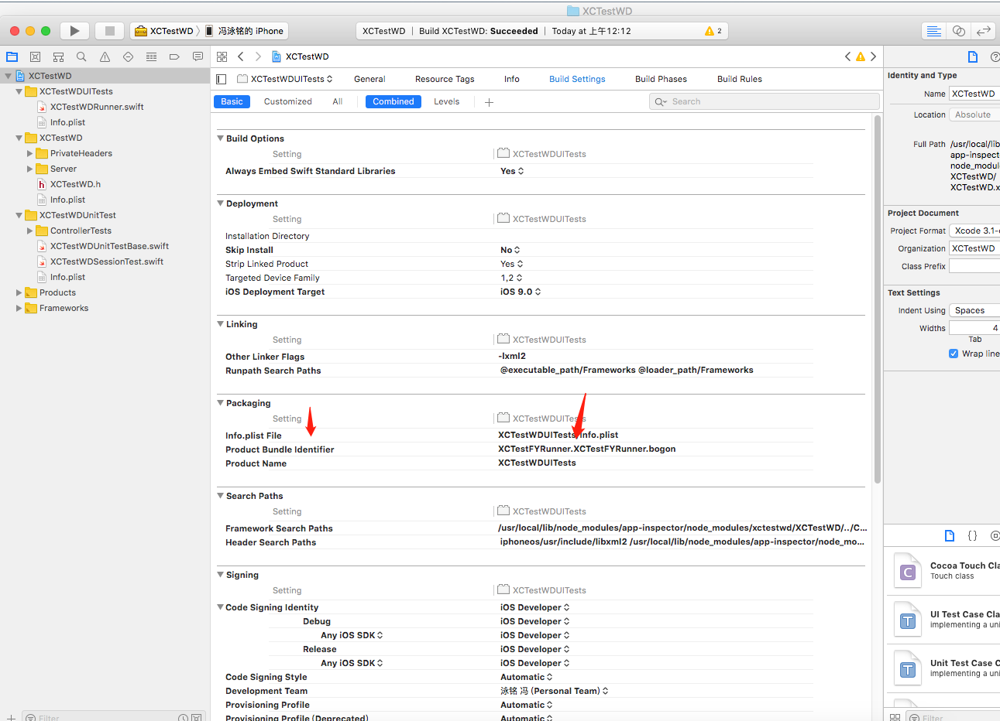 XCTestWD
XCTestWD 冯泳铭的 iPhone
XCTestWD | Build XCTestWD: Succeeded | Today at 上午12:12
2
XCTestWD
XCTestWD
XCTestWDUITests
XCTestWDRunner.swift
Info.plist
XCTestWD
PrivateHeaders
Server
XCTestWD.h
Info.plist
XCTestWDUnitTest
ControllerTests
XCTestWDUnitTestBase.swift
XCTestWDSessionTest.swift
Info.plist
Products
Frameworks
Filter
XCTestWDUITests General Resource Tags Info Build Settings Build Phases Build Rules
Basic Customized All Combined Levels + Search
Build Options
Setting XCTestWDUITests
Always Embed Swift Standard Libraries Yes
Deployment
Setting XCTestWDUITests
Installation Directory
Skip Install No
Strip Linked Product Yes
Targeted Device Family 1,2
iOS Deployment Target iOS 9.0
Linking
Setting XCTestWDUITests
Other Linker Flags -lxml2
Runpath Search Paths @executable_path/Frameworks @loader_path/Frameworks
Packaging
Setting XCTestWDUITests
Info.plist File XCTestWDUITests/Info.plist
Product Bundle Identifier XCTestFYRunner.XCTestFYRunner.bogon
Product Name XCTestWDUITests
Search Paths
Setting XCTestWDUITests
Framework Search Paths /usr/local/lib/node_modules/app-inspector/node_modules/xctestwd/XCTestWD/../C...
Header Search Paths iphoneos/usr/include/libxml2 /usr/local/lib/node_modules/app-inspector/node_mo...
Signing
Setting XCTestWDUITests
Code Signing Identity iOS Developer
Debug iOS Developer
Any iOS SDK iOS Developer
Release iOS Developer
Any iOS SDK iOS Developer
Code Signing Style Automatic
Development Team 泳铭 冯 (Personal Team)
Provisioning Profile Automatic
Provisioning Profile (Deprecated) Automatic
Identity and Type
Name XCTestWD
Location Absolute
Full Path /usr/local/lib
app-inspector
node_modul
XCTestWD/
XCTestWD.x
Project Document
Project Format Xcode 3.1-
Organization XCTestWD
Class Prefix
Text Settings
Indent Using Spaces
Widths 4
Tab
Wrap line
{ }
C
Cocoa Touch Cla
Touch class
T
UI Test Case Cla
implementing a uni
T
Unit Test Case C
implementing a uni
Filter